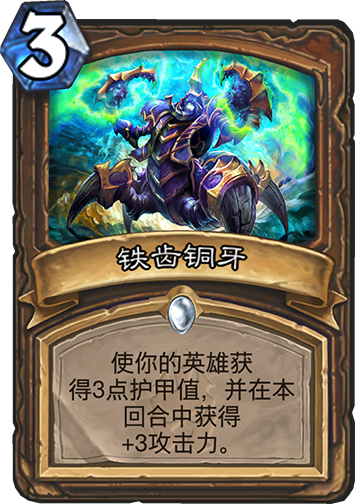 3
铁齿铜牙
使你的英雄获
得3点护甲值，并在本
回合中获得
+3攻击力。